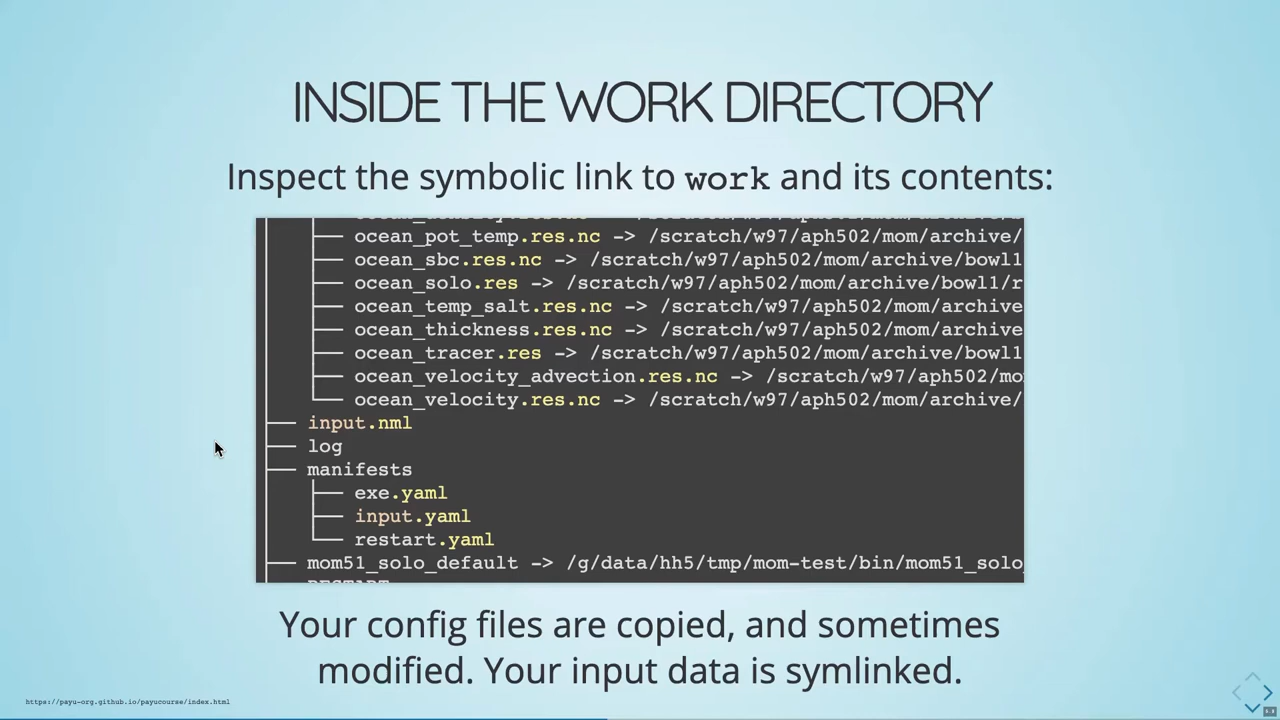 INSIDE THE WORK DIRECTORY
Inspect the symbolic link to work and its contents:
├── ocean_pot_temp.res.nc -> /scratch/w97/aph502/mom/archive/
├── ocean_sbc.res.nc -> /scratch/w97/aph502/mom/archive/bowl1
├── ocean_solo.res -> /scratch/w97/aph502/mom/archive/bowl1/r
├── ocean_temp_salt.res.nc -> /scratch/w97/aph502/mom/archive
├── ocean_thickness.res.nc -> /scratch/w97/aph502/mom/archive
├── ocean_tracer.res -> /scratch/w97/aph502/mom/archive/bowl1
├── ocean_velocity_advection.res.nc -> /scratch/w97/aph502/mo
└── ocean_velocity.res.nc -> /scratch/w97/aph502/mom/archive/
├── input.nml
├── log
├── manifests
├── exe.yaml
├── input.yaml
└── restart.yaml
├── mom51_solo_default -> /g/data/hh5/tmp/mom-test/bin/mom51_solo
RESTART
Your config files are copied, and sometimes
modified. Your input data is symlinked.
https://payu-org.github.io/payucourse/index.html